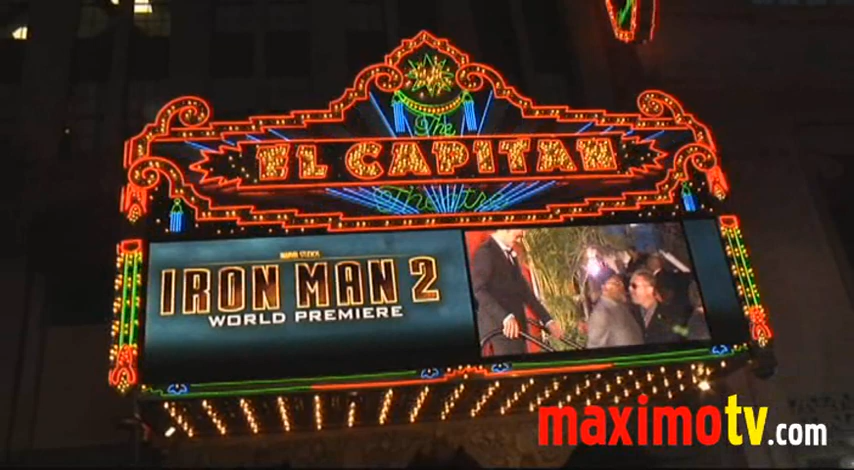 The
EL CAPITAN
Theatre
MARVEL STUDIOS
IRON MAN 2
WORLD PREMIERE
maximotv.com